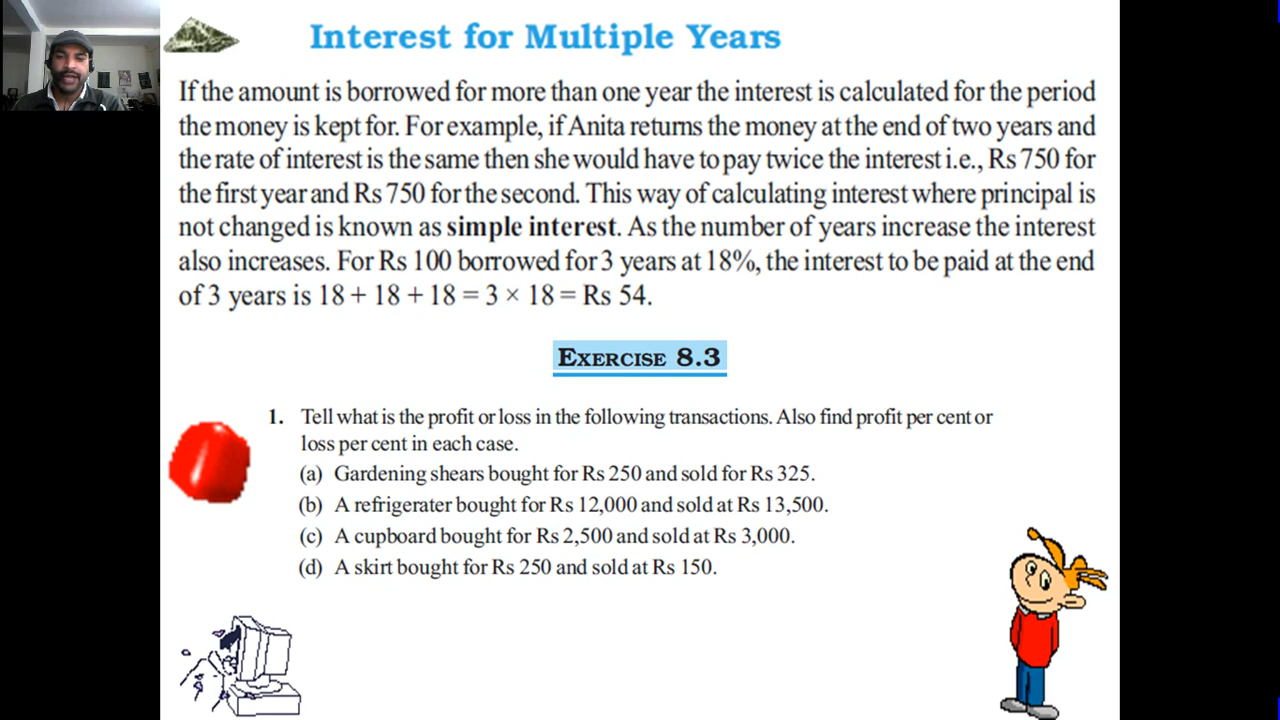 Interest for Multiple Years
If the amount is borrowed for more than one year the interest is calculated for the period
the money is kept for. For example, if Anita returns the money at the end of two years and
the rate of interest is the same then she would have to pay twice the interest i.e., Rs 750 for
the first year and Rs 750 for the second. This way of calculating interest where principal is
not changed is known as simple interest. As the number of years increase the interest
also increases. For Rs 100 borrowed for 3 years at 18%, the interest to be paid at the end
of 3 years is 18 + 18 + 18 = 3 × 18 = Rs 54.
EXERCISE 8.3
1. Tell what is the profit or loss in the following transactions. Also find profit per cent or
loss per cent in each case.
(a) Gardening shears bought for Rs 250 and sold for Rs 325.
(b) A refrigerater bought for Rs 12,000 and sold at Rs 13,500.
(c) A cupboard bought for Rs 2,500 and sold at Rs 3,000.
(d) A skirt bought for Rs 250 and sold at Rs 150.